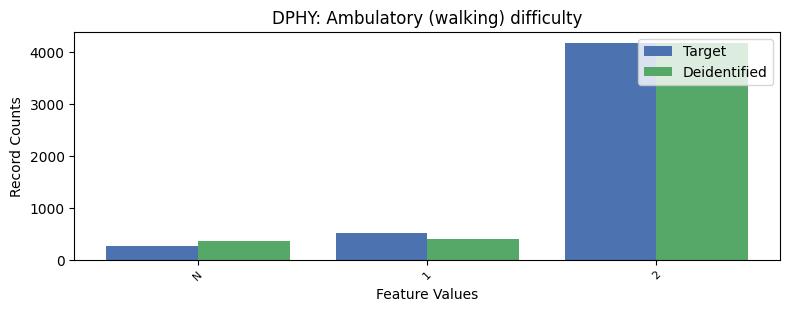 DPHY: Ambulatory (walking) difficulty
Target
Deidentified
Record Counts
4000
3000
2000
1000
0
N
1
2
Feature Values